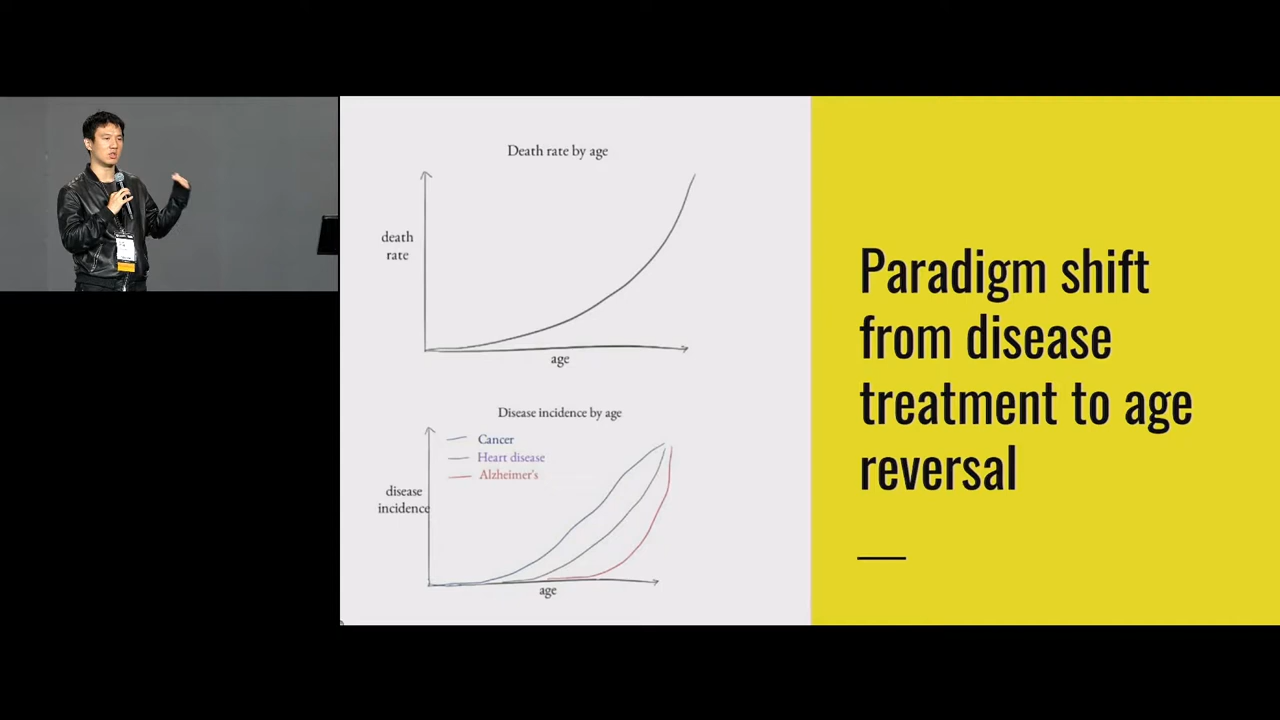 Death rate by age
death
rate
age
Disease incidence by age
Cancer
Heart disease
Alzheimer's
disease
incidence
age
Paradigm shift
from disease
treatment to age
reversal